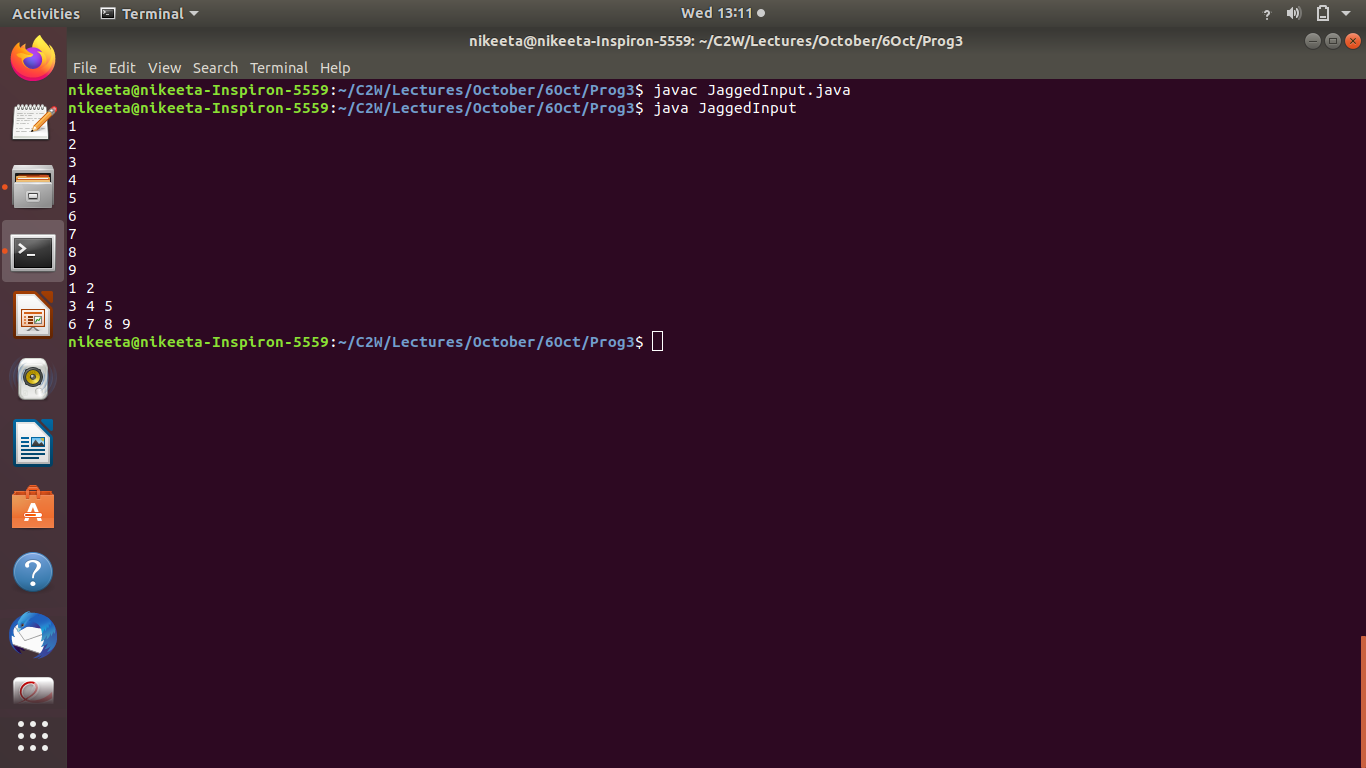 Activities Terminal Wed 13:11
nikeeta@nikeeta-Inspiron-5559: ~/C2W/Lectures/October/6Oct/Prog3
File Edit View Search Terminal Help
nikeeta@nikeeta-Inspiron-5559:~/C2W/Lectures/October/6Oct/Prog3$ javac JaggedInput.java
nikeeta@nikeeta-Inspiron-5559:~/C2W/Lectures/October/6Oct/Prog3$ java JaggedInput
1
2
3
4
5
6
7
8
9
1 2
3 4 5
6 7 8 9
nikeeta@nikeeta-Inspiron-5559:~/C2W/Lectures/October/6Oct/Prog3$